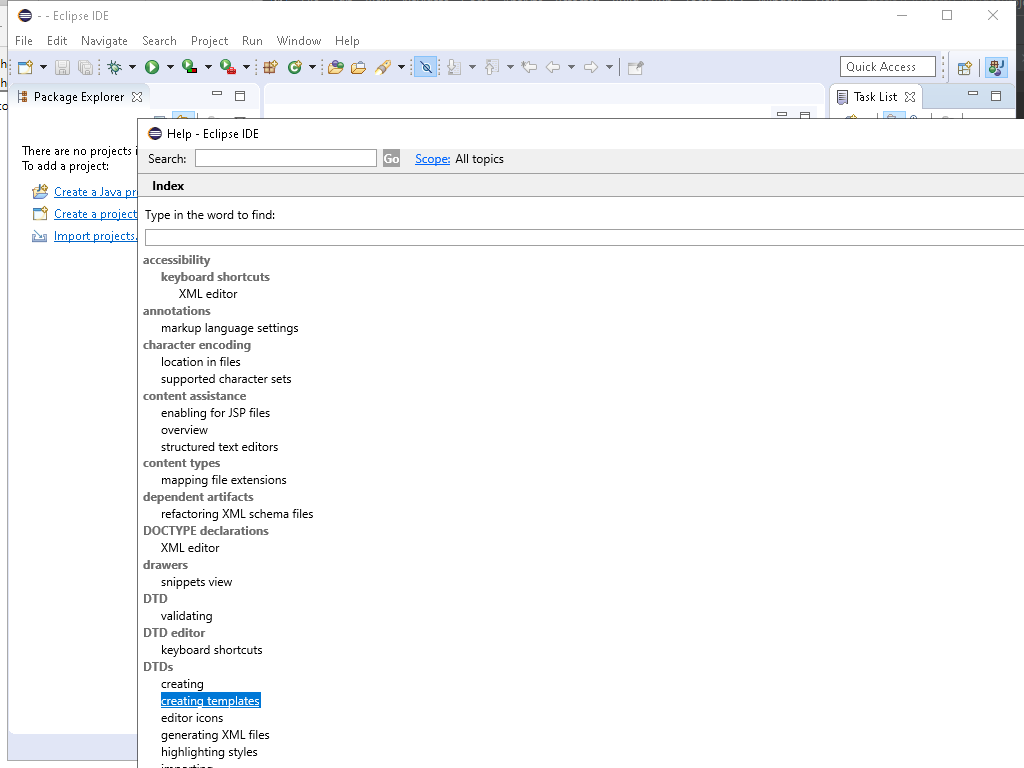 - - Eclipse IDE
File Edit Navigate Search Project Run Window Help
Quick Access
Package Explorer
Task List
There are no projects
To add a project:
Create a Java
Create a project
Import projects
Help - Eclipse IDE
Search:
Go
Scope: All topics
Index
Type in the word to find:
accessibility
keyboard shortcuts
XML editor
annotations
markup language settings
character encoding
location in files
supported character sets
content assistance
enabling for JSP files
overview
structured text editors
content types
mapping file extensions
dependent artifacts
refactoring XML schema files
DOCTYPE declarations
XML editor
drawers
snippets view
DTD
validating
DTD editor
keyboard shortcuts
DTDs
creating
creating templates
editor icons
generating XML files
highlighting styles